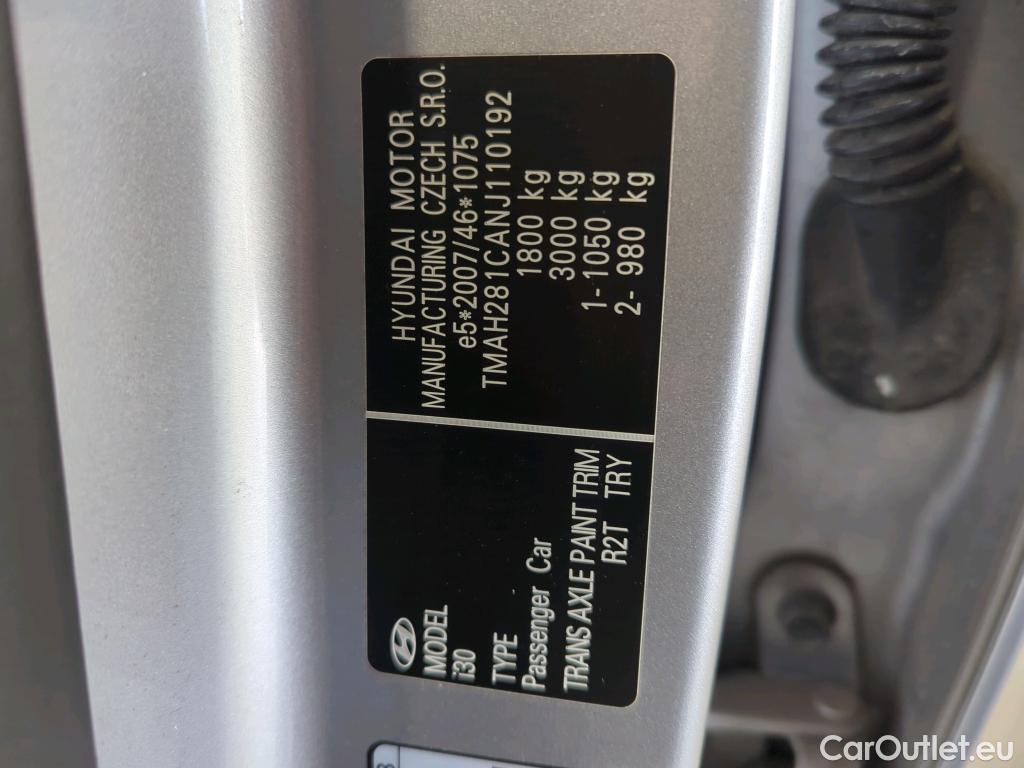 HYUNDAI MOTOR
MANUFACTURING CZECH S.R.O.
e5*2007/46*1075
TMAH281CANJ110192
1800 kg
3000 kg
1- 1050 kg
2- 980 kg
MODEL
i30
TYPE
Passenger Car
TRANS AXLE PAINT TRIM
R2T TRY
CarOutlet.eu